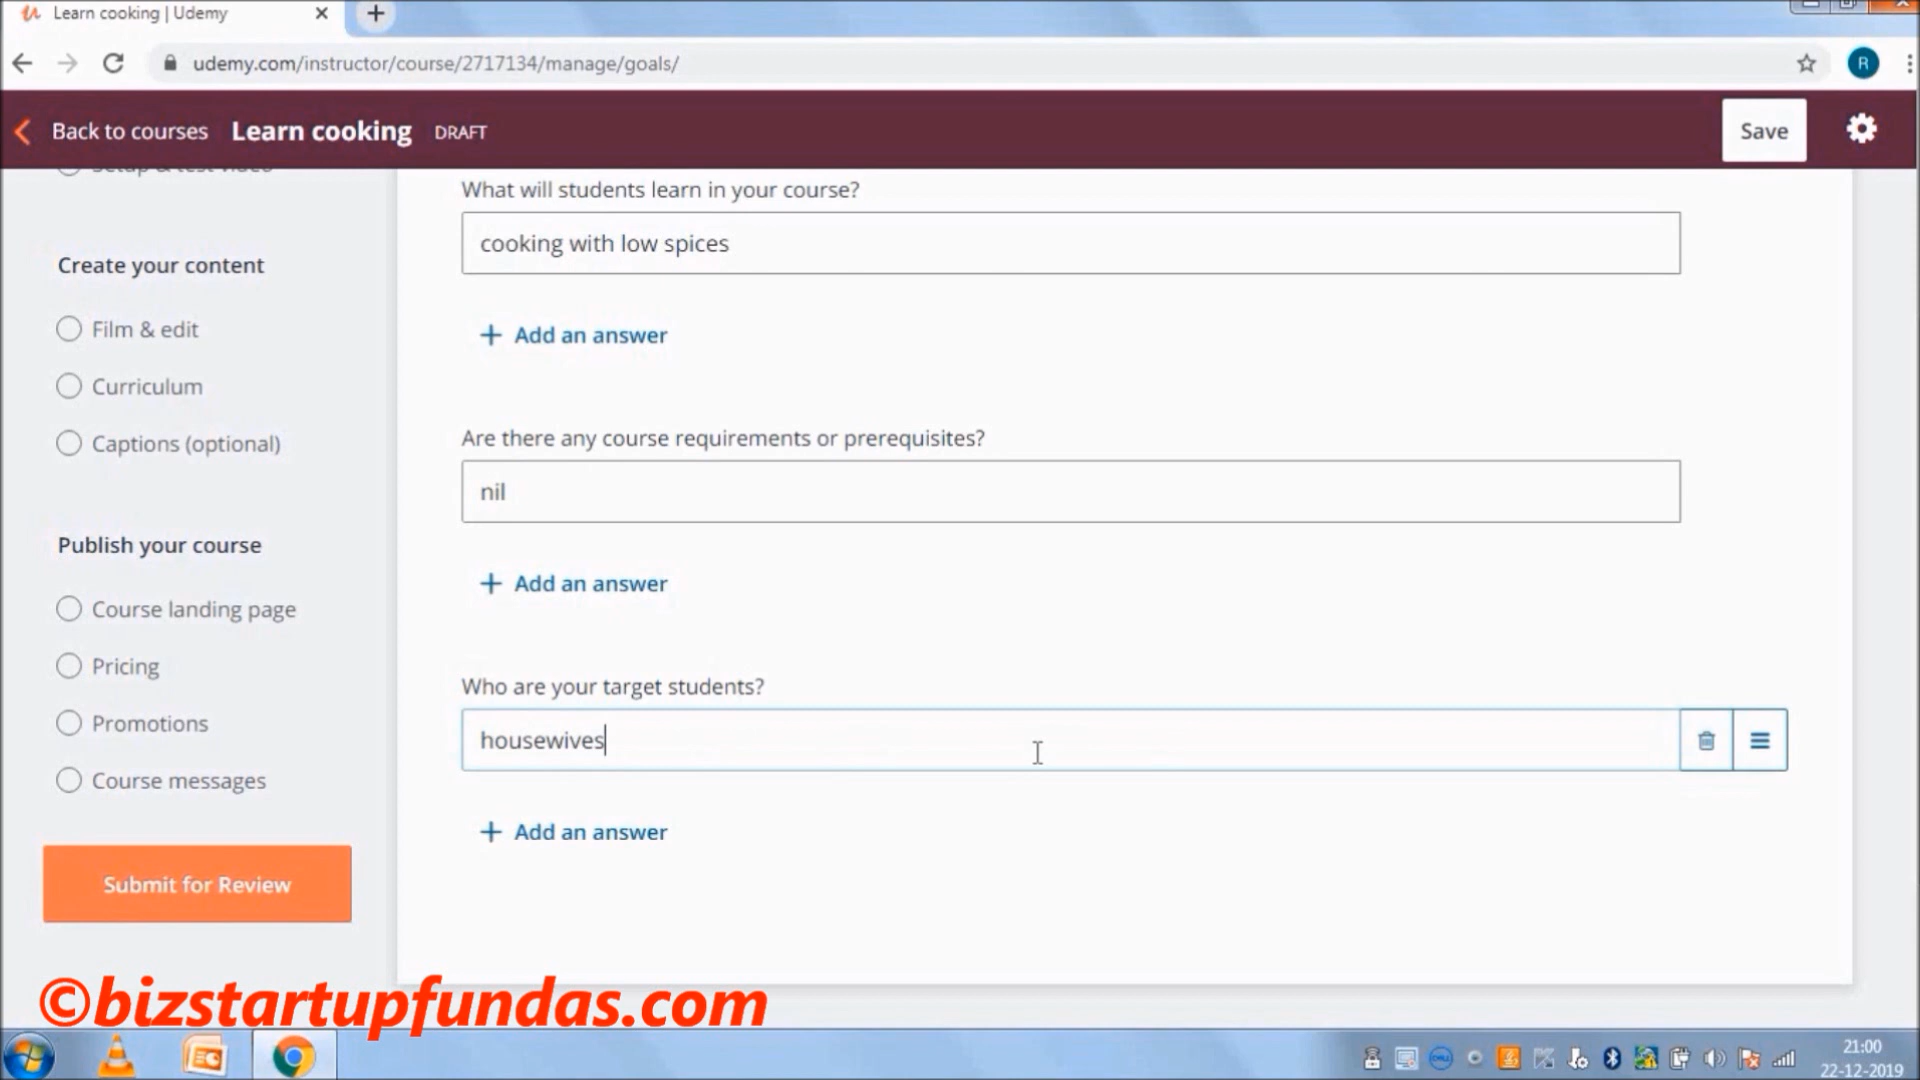 Learn cooking | Udemy
udemy.com/instructor/course/2717134/manage/goals/
R
Back to courses
Learn cooking
DRAFT
Save
Setup & test video
Create your content
Film & edit
Curriculum
Captions (optional)
Publish your course
Course landing page
Pricing
Promotions
Course messages
Submit for Review
What will students learn in your course?
cooking with low spices
+ Add an answer
Are there any course requirements or prerequisites?
nil
+ Add an answer
Who are your target students?
housewives
+ Add an answer
©bizstartupfundas.com
21:00
22-12-2019